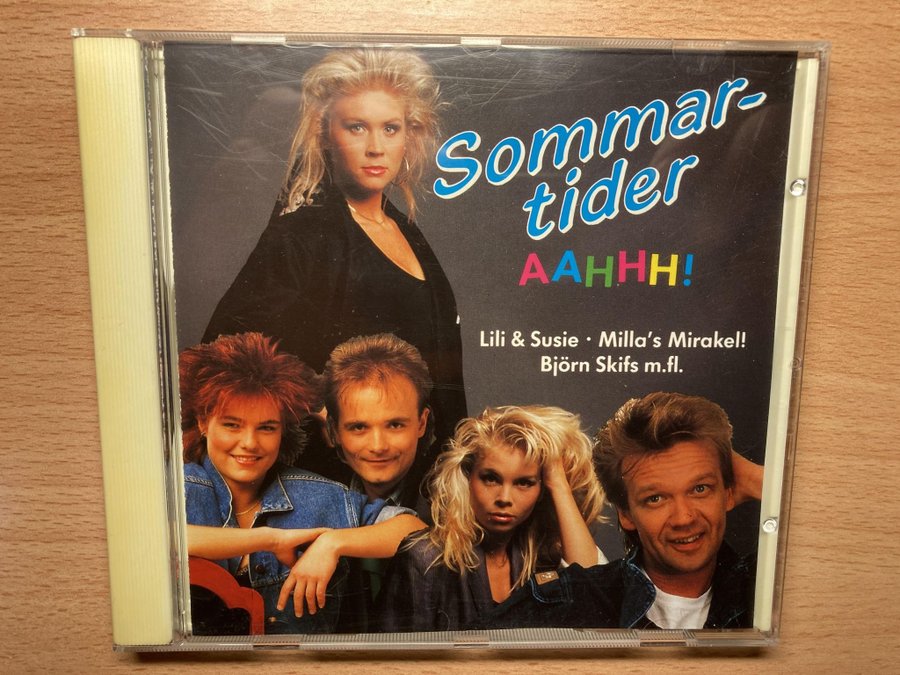 Sommar-
tider
AAHHH!
Lili & Susie · Milla's Mirakel!
Björn Skifs m.fl.